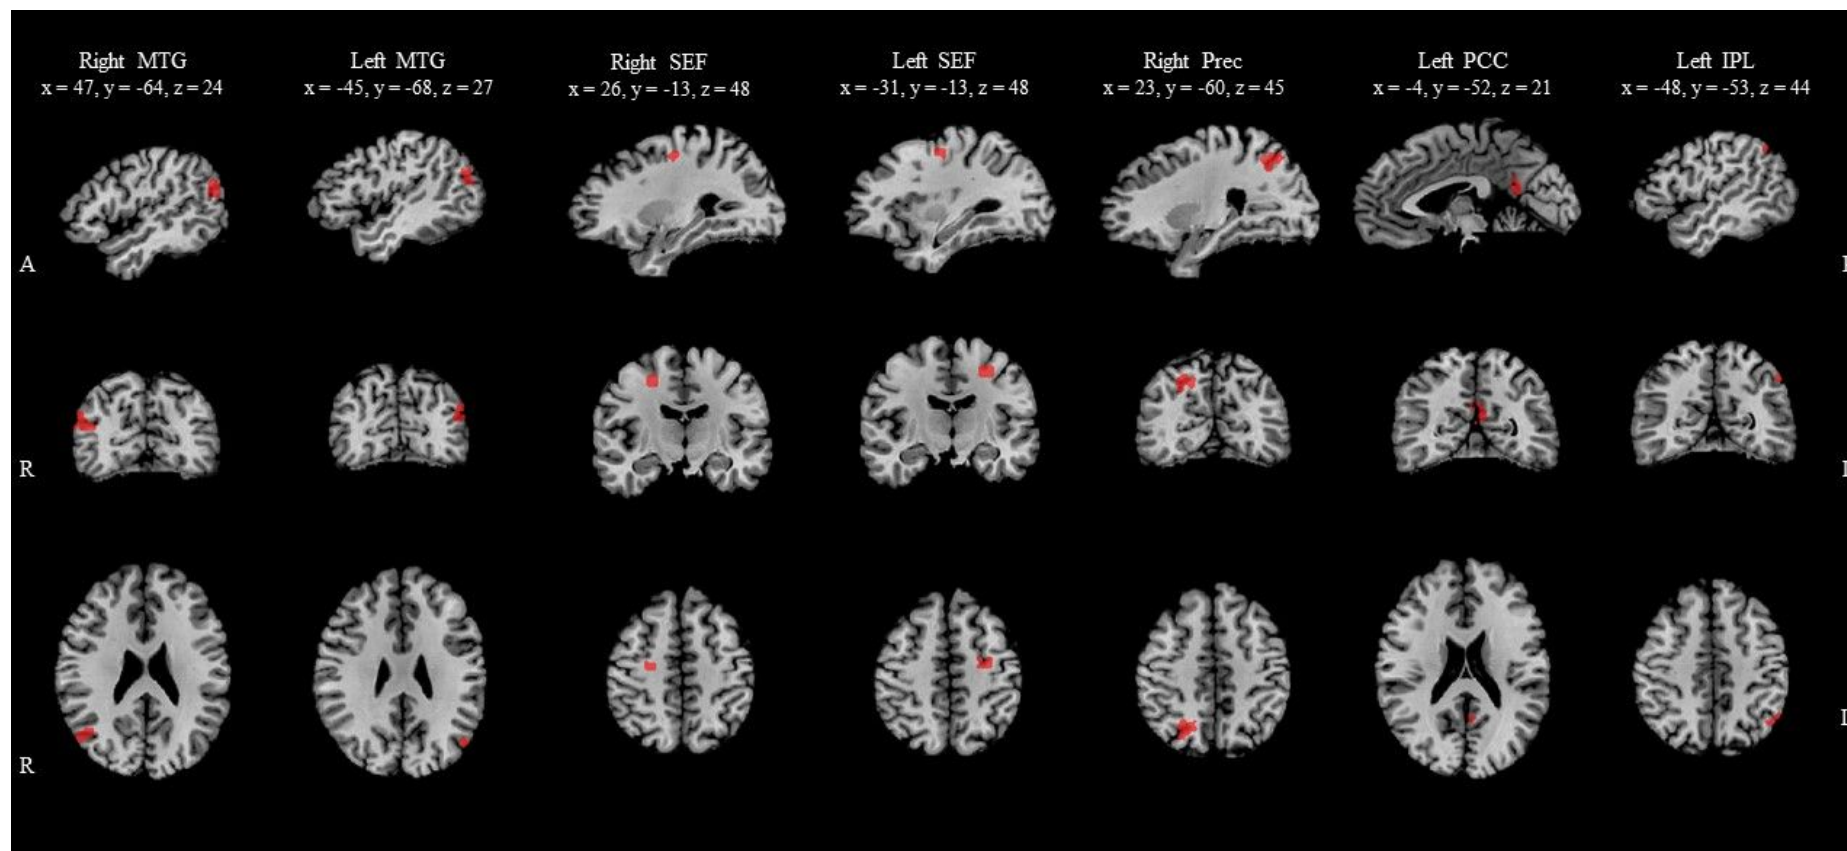 Right MTG
x = 47, y = -64, z = 24
Left MTG
x = -45, y = -68, z = 27
Right SEF
x = 26, y = -13, z = 48
Left SEF
x = -31, y = -13, z = 48
Right Prec
x = 23, y = -60, z = 45
Left PCC
x = -4, y = -52, z = 21
Left IPL
x = -48, y = -53, z = 44
A
R
R